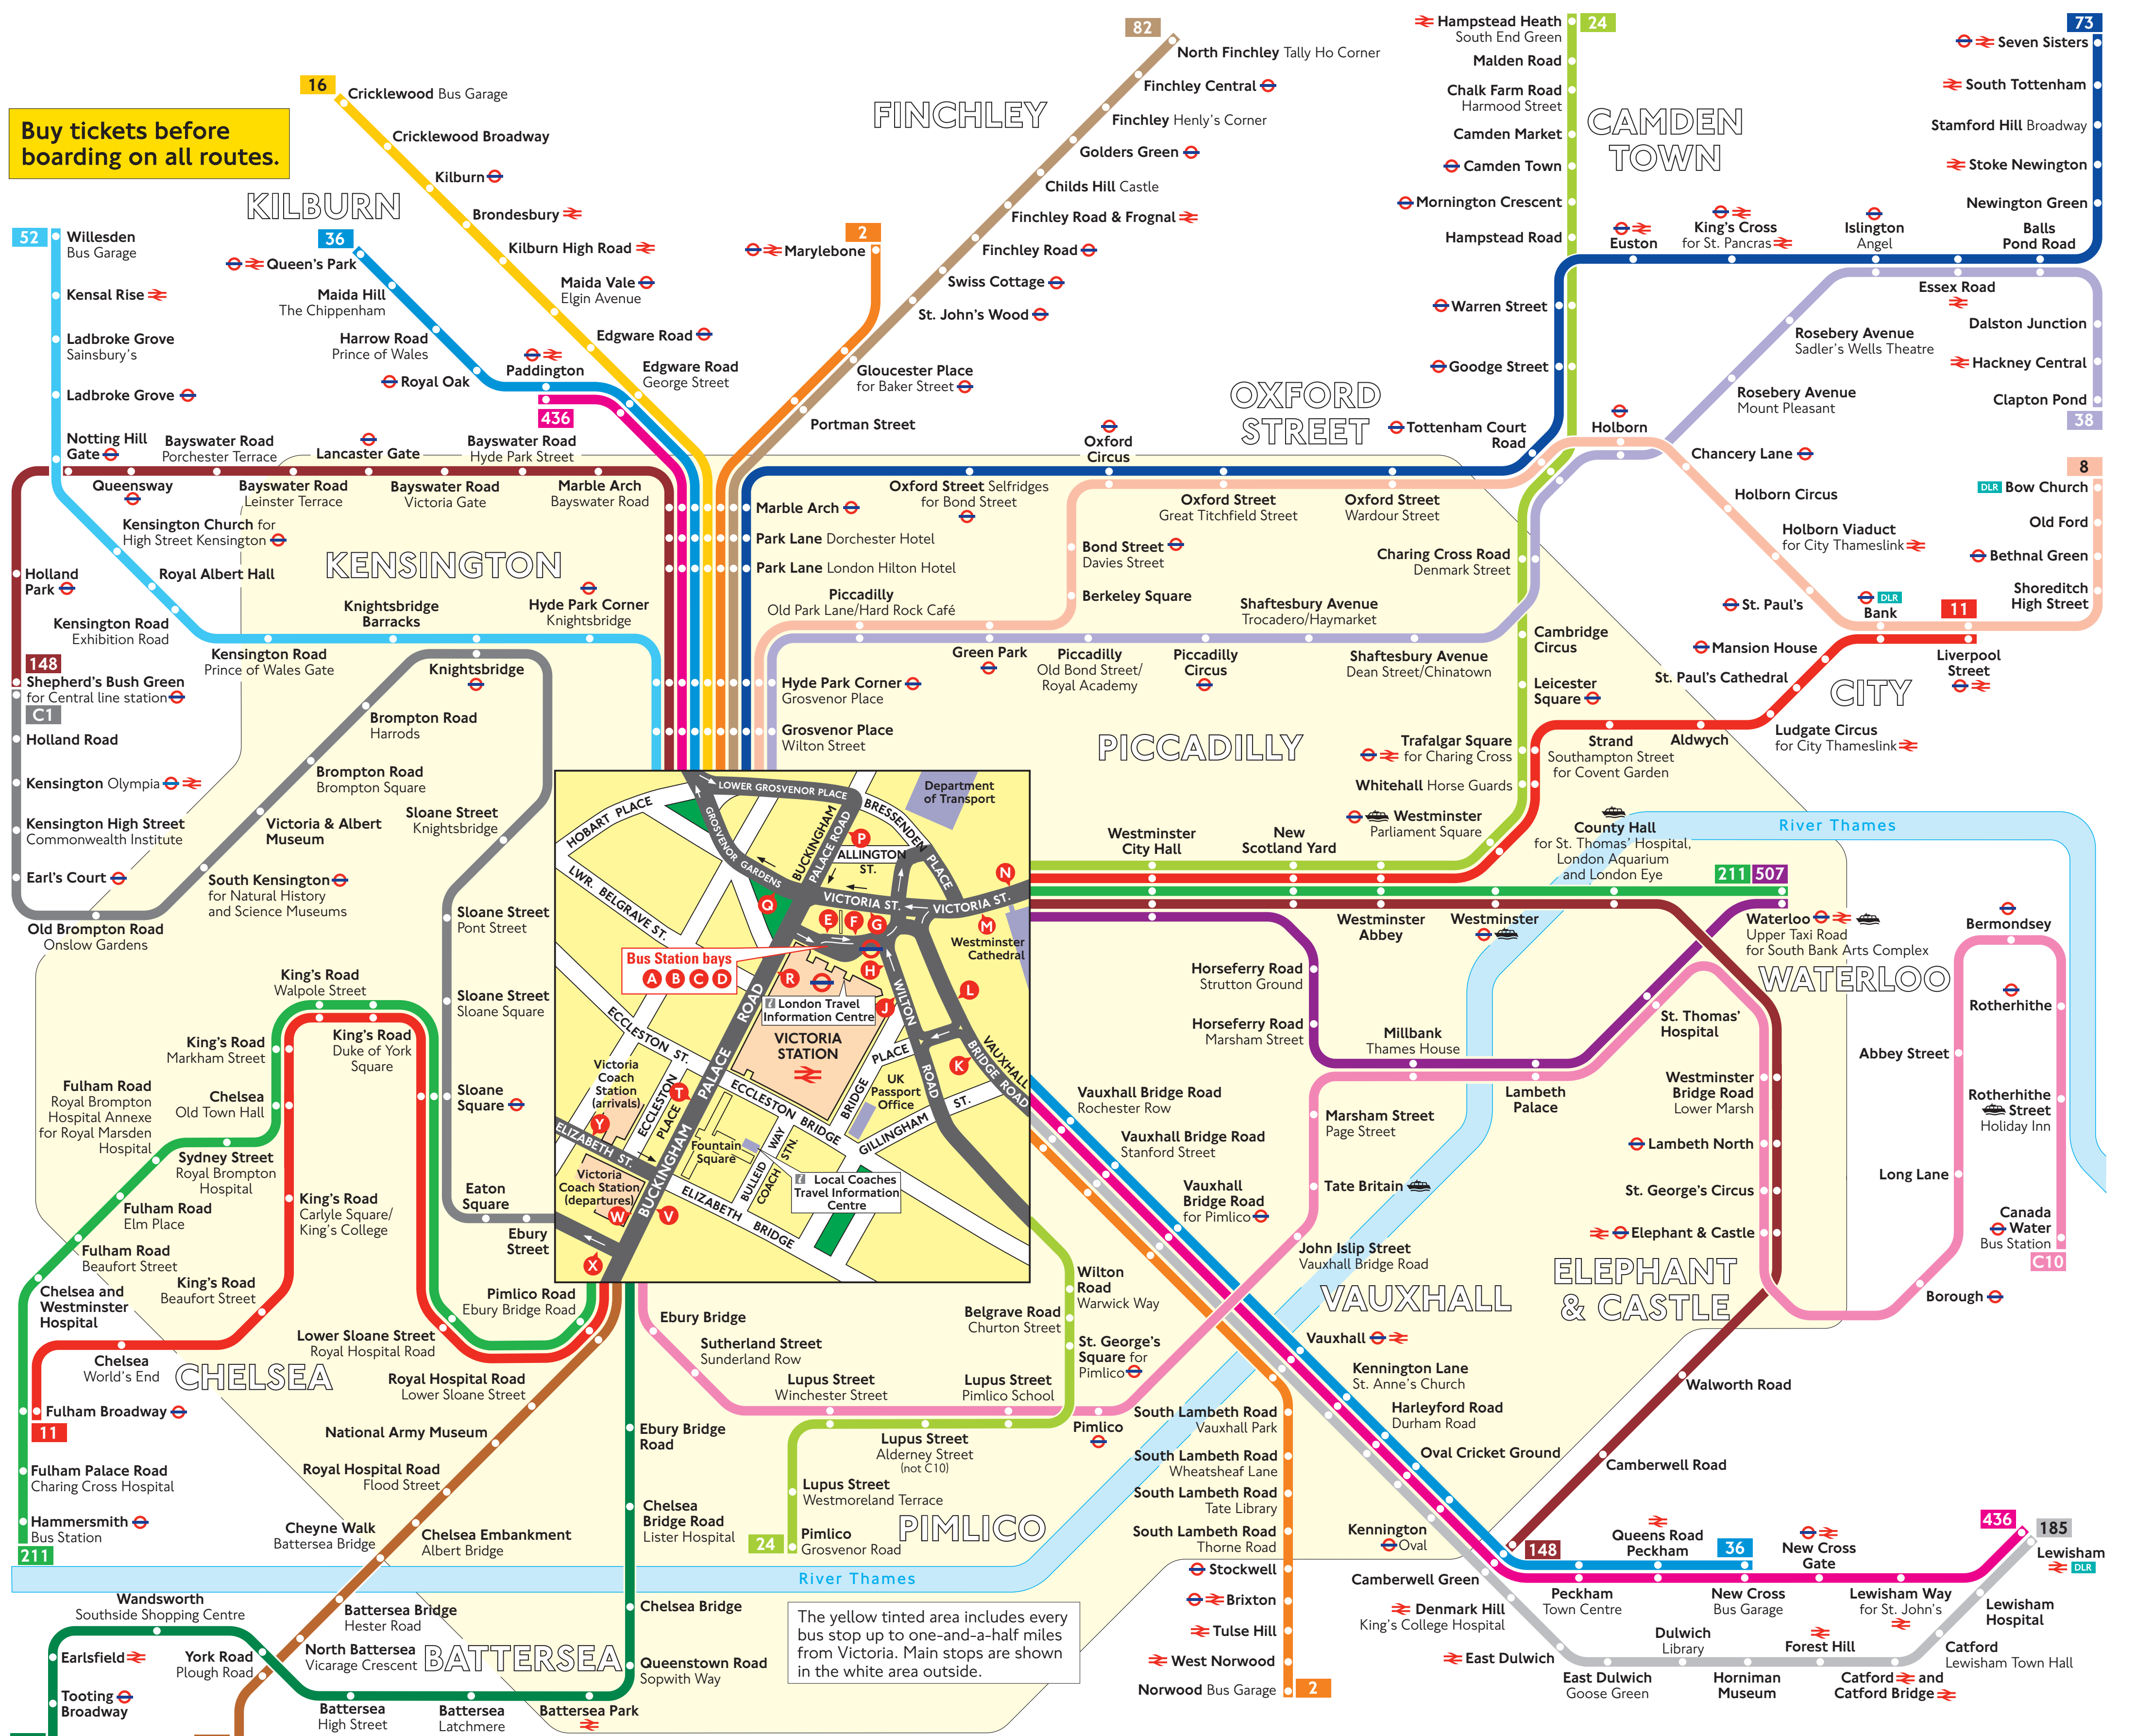 82
North Finchley Tally Ho Corner
Finchley Central
Finchley Henly's Corner
Golders Green
Childs Hill Castle
Finchley Road & Frognal
Finchley Road
Swiss Cottage
St. John's Wood
Gloucester Place
for Baker Street
Portman Street
FINCHLEY
16
Cricklewood Bus Garage
Cricklewood Broadway
Kilburn
Brondesbury
Kilburn High Road
Maida Vale
Elgin Avenue
Edgware Road
Edgware Road
George Street
Buy tickets before
boarding on all routes.
KILBURN
52
Willesden
Bus Garage
Kensal Rise
Ladbroke Grove
Sainsbury's
Ladbroke Grove
Notting Hill
Gate
36
Queen's Park
Maida Hill
The Chippenham
Harrow Road
Prince of Wales
Royal Oak
Paddington
436
2
Marylebone
24
Hampstead Heath
South End Green
Malden Road
Chalk Farm Road
Harmood Street
Camden Market
Camden Town
Mornington Crescent
Hampstead Road
Warren Street
Goodge Street
Tottenham Court
Road
CAMDEN
TOWN
73
Seven Sisters
South Tottenham
Stamford Hill Broadway
Stoke Newington
Newington Green
Balls
Pond Road
Islington
Angel
King's Cross
for St. Pancras
Euston
Essex Road
Dalston Junction
Hackney Central
Clapton Pond
38
Rosebery Avenue
Sadler's Wells Theatre
Rosebery Avenue
Mount Pleasant
Holborn
Chancery Lane
Holborn Circus
Holborn Viaduct
for City Thameslink
8
DLR Bow Church
Old Ford
Bethnal Green
Shoreditch
High Street
St. Paul's
DLR
Bank
11
Mansion House
St. Paul's Cathedral
Liverpool
Street
CITY
Ludgate Circus
for City Thameslink
Aldwych
Strand
Southampton Street
for Covent Garden
OXFORD
STREET
Oxford
Circus
Oxford Street Selfridges
for Bond Street
Oxford Street
Great Titchfield Street
Oxford Street
Wardour Street
Bond Street
Davies Street
Berkeley Square
Charing Cross Road
Denmark Street
Cambridge
Circus
Leicester
Square
Trafalgar Square
for Charing Cross
Whitehall Horse Guards
Westminster
Parliament Square
Bayswater Road
Porchester Terrace
Lancaster Gate
Bayswater Road
Hyde Park Street
Queensway
Bayswater Road
Leinster Terrace
Bayswater Road
Victoria Gate
Marble Arch
Bayswater Road
Kensington Church for
High Street Kensington
Royal Albert Hall
Kensington Road
Exhibition Road
Kensington Road
Prince of Wales Gate
Knightsbridge
Barracks
Hyde Park Corner
Knightsbridge
KENSINGTON
Marble Arch
Park Lane Dorchester Hotel
Park Lane London Hilton Hotel
Piccadilly
Old Park Lane/Hard Rock Café
Green Park
Piccadilly
Old Bond Street/
Royal Academy
Piccadilly
Circus
Shaftesbury Avenue
Trocadero/Haymarket
Shaftesbury Avenue
Dean Street/Chinatown
Hyde Park Corner
Grosvenor Place
Grosvenor Place
Wilton Street
PICCADILLY
Holland
Park
148
Shepherd's Bush Green
for Central line station
C1
Holland Road
Kensington Olympia
Kensington High Street
Commonwealth Institute
Earl's Court
Old Brompton Road
Onslow Gardens
South Kensington
for Natural History
and Science Museums
Victoria & Albert
Museum
Brompton Road
Brompton Square
Brompton Road
Harrods
Knightsbridge
Sloane Street
Knightsbridge
Sloane Street
Pont Street
Sloane Street
Sloane Square
Sloane
Square
Eaton
Square
Ebury
Street
HOBART PLACE
LOWER GROSVENOR PLACE
GROSVENOR GARDENS
BUCKINGHAM
PALACE ROAD
BRESSENDEN PLACE
Department
of Transport
P
ALLINGTON
ST.
N
LWR. BELGRAVE ST.
Q
VICTORIA ST.
VICTORIA ST.
E F G
M
Westminster
Cathedral
H
Bus Station bays
A B C D
R
L
London Travel
Information Centre
J
WILTON ROAD
VICTORIA
STATION
ECCLESTON ST.
PLACE
K
VAUXHALL
BRIDGE ROAD
Victoria
Coach
Station
(arrivals)
ECCLESTON
PLACE
T
BUCKINGHAM PALACE ROAD
ECCLESTON BRIDGE
BRIDGE
UK
Passport
Office
GILLINGHAM ST.
Y
ELIZABETH ST.
Fountain
Square
BULLEID WAY
COACH STN.
Victoria
Coach Station
(departures)
W
V
ELIZABETH BRIDGE
Local Coaches
Travel Information
Centre
X
Westminster
City Hall
New
Scotland Yard
County Hall
for St. Thomas' Hospital,
London Aquarium
and London Eye
River Thames
211 507
Westminster
Abbey
Westminster
Waterloo
Upper Taxi Road
for South Bank Arts Complex
WATERLOO
Bermondsey
Rotherhithe
Abbey Street
Rotherhithe
Street
Holiday Inn
Long Lane
Canada
Water
Bus Station
C10
Borough
Horseferry Road
Strutton Ground
Horseferry Road
Marsham Street
Millbank
Thames House
Lambeth
Palace
St. Thomas'
Hospital
Westminster
Bridge Road
Lower Marsh
Lambeth North
St. George's Circus
Elephant & Castle
ELEPHANT
& CASTLE
Marsham Street
Page Street
Tate Britain
John Islip Street
Vauxhall Bridge Road
Vauxhall Bridge Road
Rochester Row
Vauxhall Bridge Road
Stanford Street
Vauxhall
Bridge Road
for Pimlico
VAUXHALL
Vauxhall
Kennington Lane
St. Anne's Church
Harleyford Road
Durham Road
Oval Cricket Ground
Walworth Road
Camberwell Road
King's Road
Walpole Street
King's Road
Duke of York
Square
King's Road
Markham Street
Chelsea
Old Town Hall
Fulham Road
Royal Brompton
Hospital Annexe
for Royal Marsden
Hospital
Sydney Street
Royal Brompton
Hospital
Fulham Road
Elm Place
Fulham Road
Beaufort Street
Chelsea and
Westminster
Hospital
King's Road
Carlyle Square/
King's College
King's Road
Beaufort Street
Chelsea
World's End
CHELSEA
Fulham Broadway
11
Fulham Palace Road
Charing Cross Hospital
Hammersmith
Bus Station
211
Pimlico Road
Ebury Bridge Road
Lower Sloane Street
Royal Hospital Road
Royal Hospital Road
Lower Sloane Street
National Army Museum
Royal Hospital Road
Flood Street
Cheyne Walk
Battersea Bridge
Chelsea Embankment
Albert Bridge
Ebury Bridge
Sutherland Street
Sunderland Row
Lupus Street
Winchester Street
Lupus Street
Pimlico School
Belgrave Road
Churton Street
Wilton
Road
Warwick Way
St. George's
Square for
Pimlico
Pimlico
Lupus Street
Alderney Street
(not C10)
Lupus Street
Westmoreland Terrace
24
Pimlico
Grosvenor Road
PIMLICO
Ebury Bridge
Road
Chelsea
Bridge Road
Lister Hospital
River Thames
Chelsea Bridge
Queenstown Road
Sopwith Way
The yellow tinted area includes every
bus stop up to one-and-a-half miles
from Victoria. Main stops are shown
in the white area outside.
South Lambeth Road
Vauxhall Park
South Lambeth Road
Wheatsheaf Lane
South Lambeth Road
Tate Library
South Lambeth Road
Thorne Road
Stockwell
Brixton
Tulse Hill
West Norwood
Norwood Bus Garage
2
Kennington
Oval
Camberwell Green
Denmark Hill
King's College Hospital
East Dulwich
148
Queens Road
Peckham
36
New Cross
Gate
436
185
Lewisham
DLR
Peckham
Town Centre
New Cross
Bus Garage
Lewisham Way
for St. John's
Lewisham
Hospital
Dulwich
Library
Forest Hill
Catford
Lewisham Town Hall
East Dulwich
Goose Green
Horniman
Museum
Catford and
Catford Bridge
Wandsworth
Southside Shopping Centre
Earlsfield
Tooting
Broadway
York Road
Plough Road
Battersea Bridge
Hester Road
North Battersea
Vicarage Crescent
BATTERSEA
Battersea
High Street
Battersea
Latchmere
Battersea Park